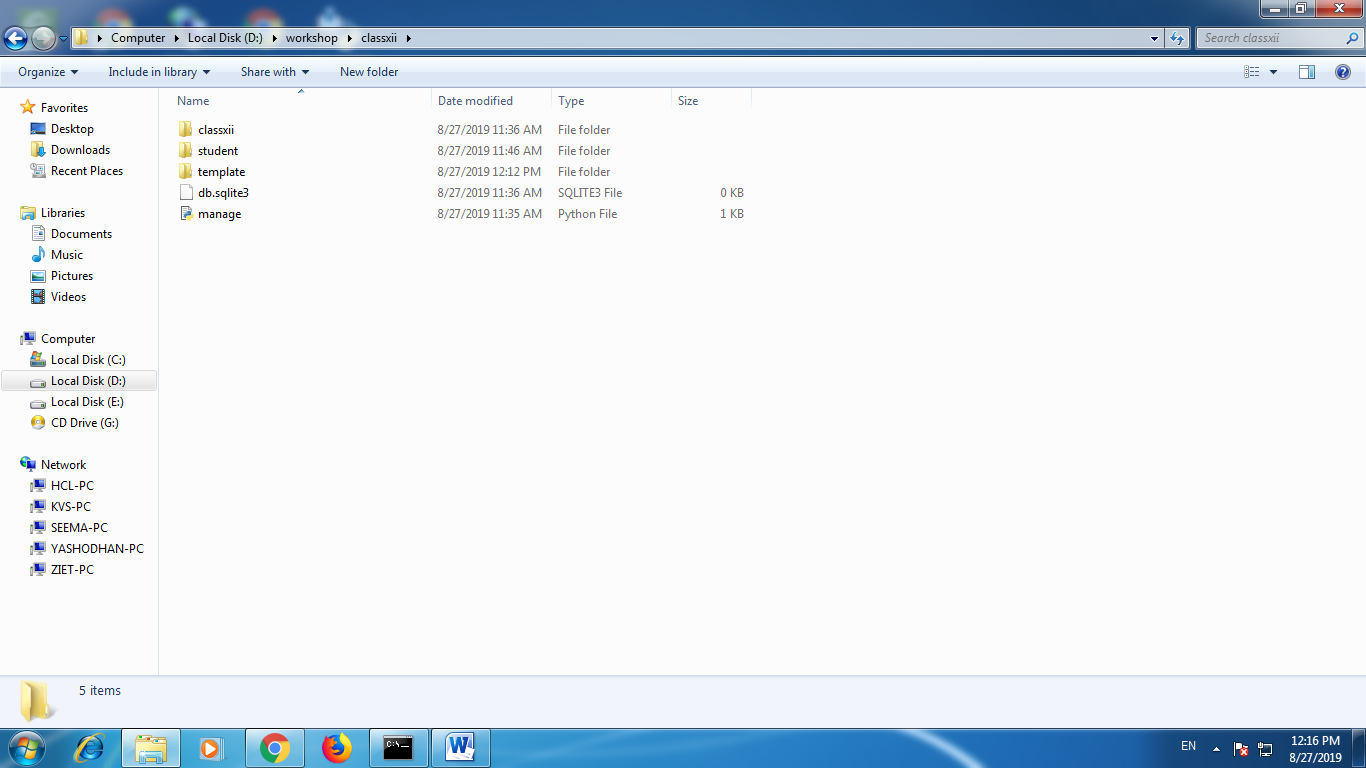 Computer Local Disk (D:) workshop classxii
Search classxii
Organize Include in library Share with New folder
Favorites
Desktop
Downloads
Recent Places
Libraries
Documents
Music
Pictures
Videos
Computer
Local Disk (C:)
Local Disk (D:)
Local Disk (E:)
CD Drive (G:)
Network
HCL-PC
KVS-PC
SEEMA-PC
YASHODHAN-PC
ZIET-PC
Name Date modified Type Size
classxii 8/27/2019 11:36 AM File folder
student 8/27/2019 11:46 AM File folder
template 8/27/2019 12:12 PM File folder
db.sqlite3 8/27/2019 11:36 AM SQLITE3 File 0 KB
manage 8/27/2019 11:35 AM Python File 1 KB
5 items
C:\
W
EN
12:16 PM
8/27/2019